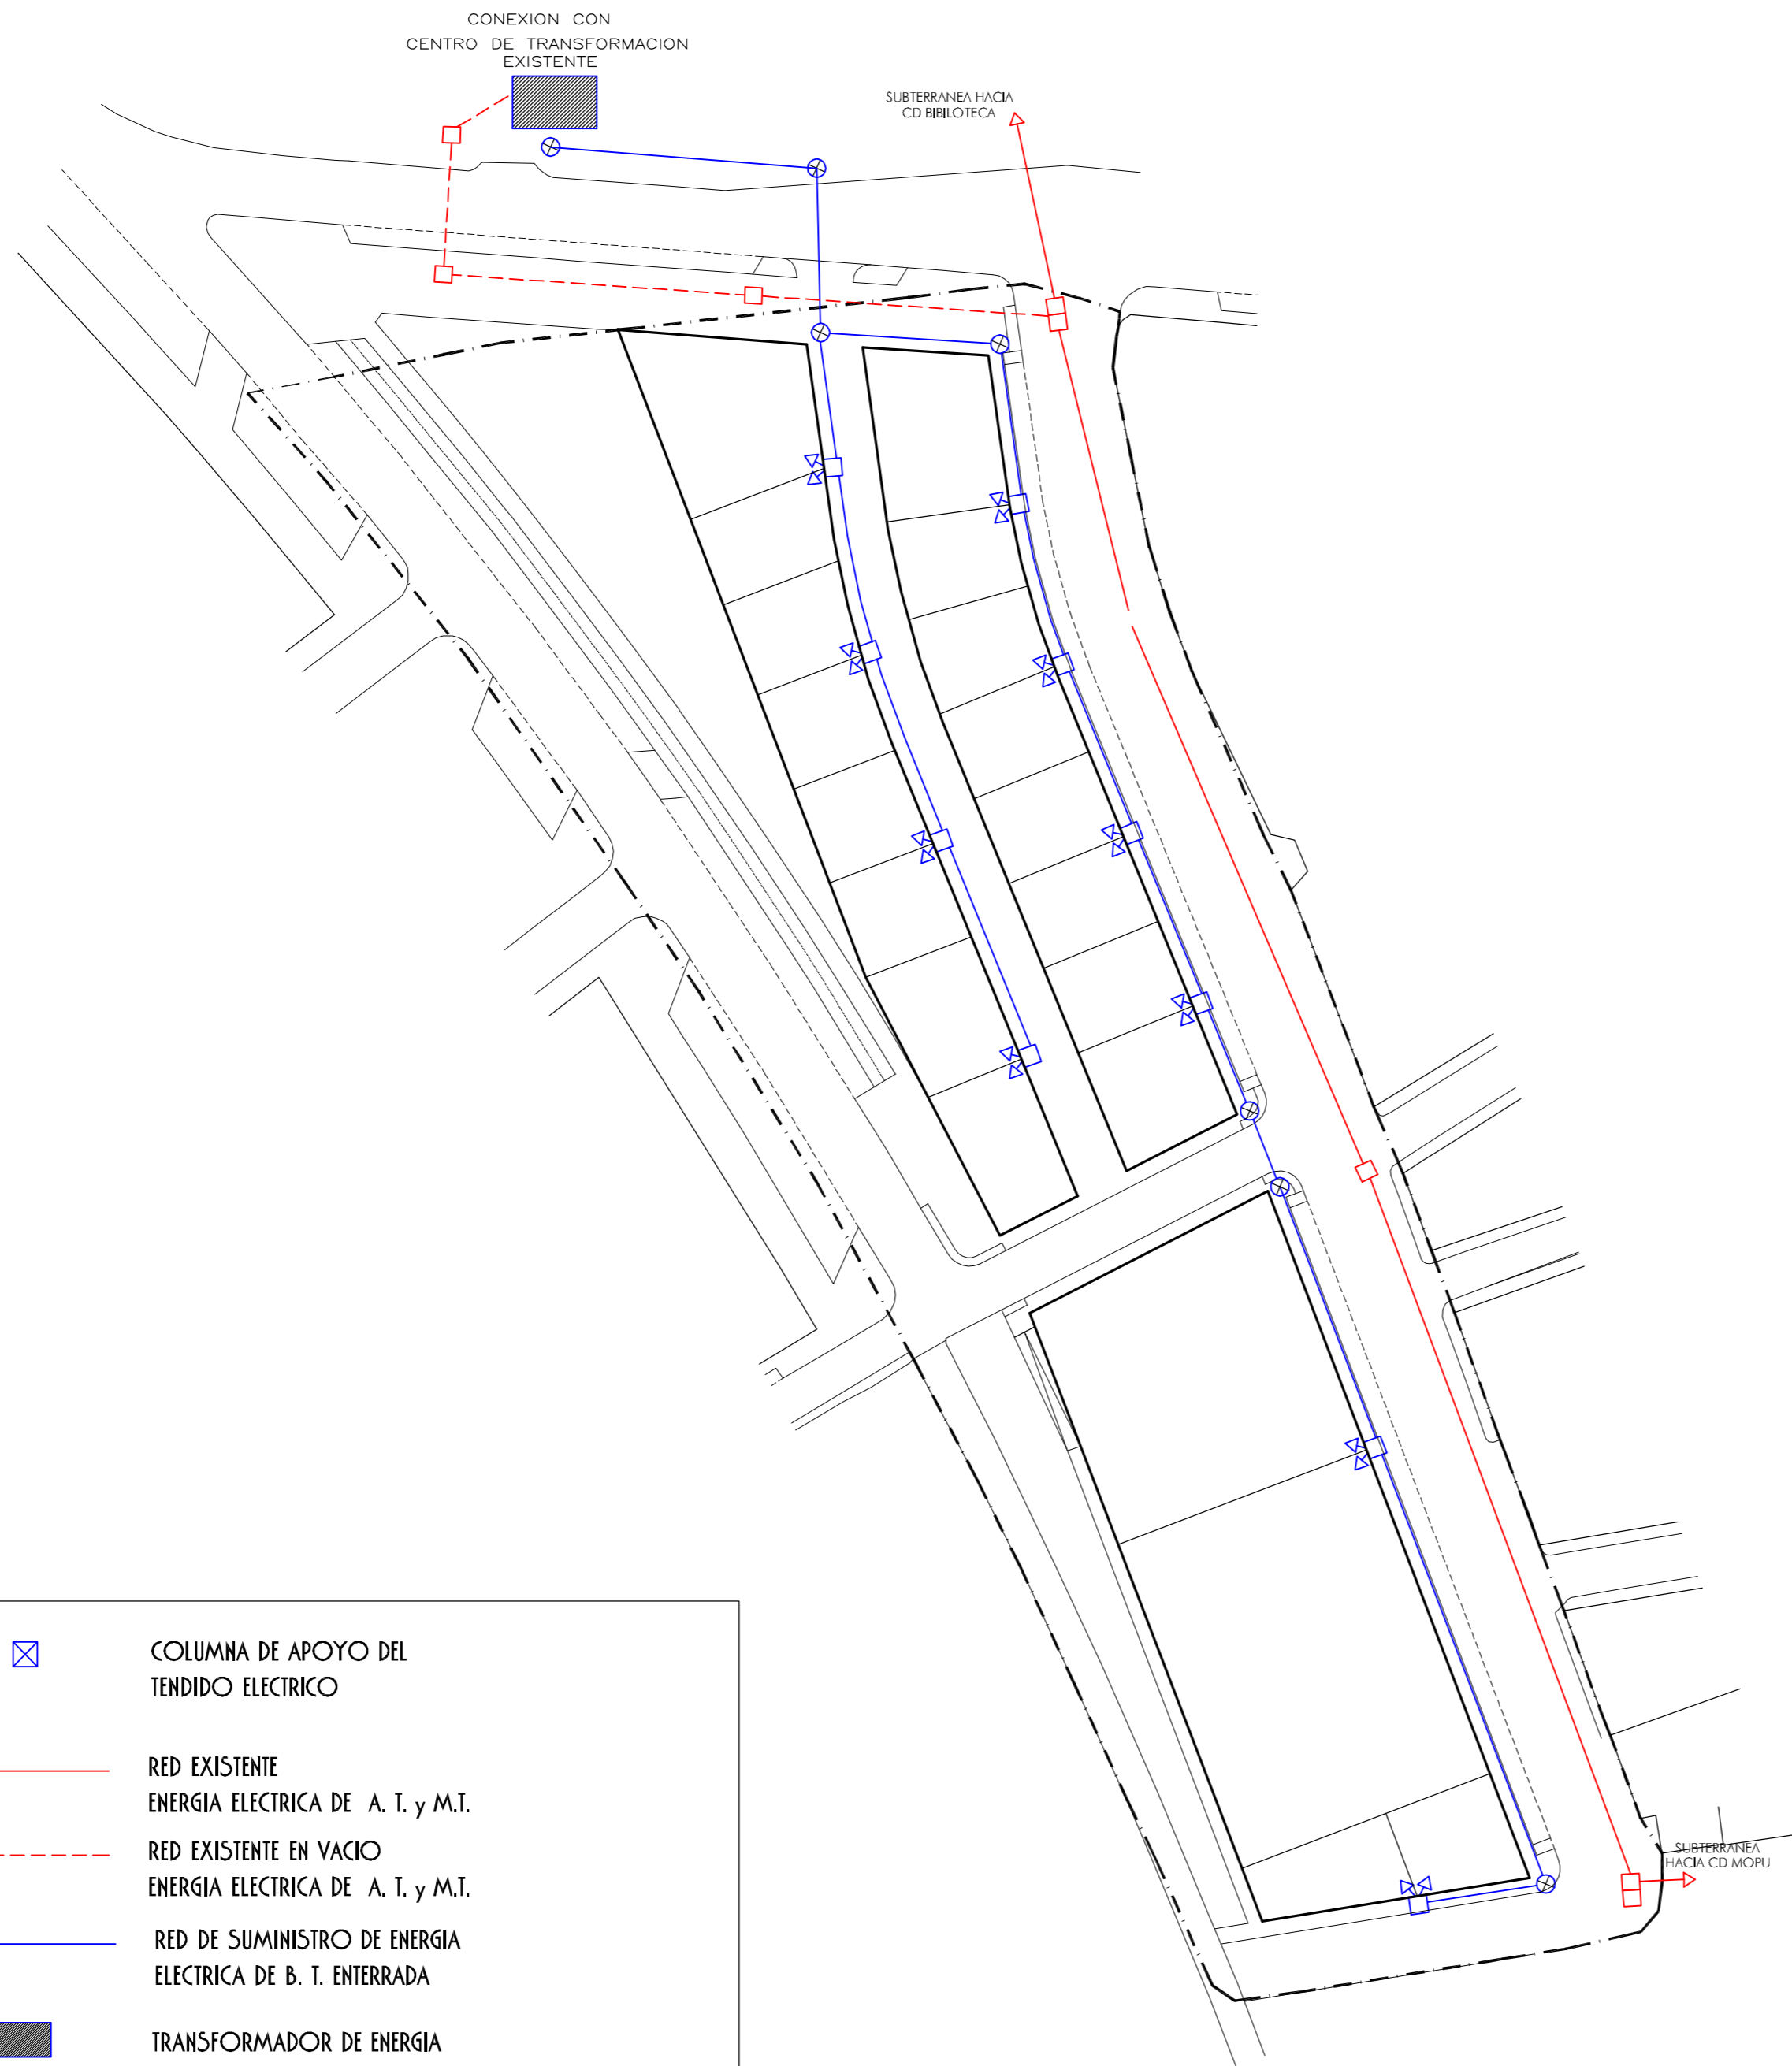 CONEXION CON
CENTRO DE TRANSFORMACION
EXISTENTE
SUBTERRANEA HACIA
CD BIBILOTECA
SUBTERRANEA
HACIA CD MOPU
COLUMNA DE APOYO DEL
TENDIDO ELECTRICO
RED EXISTENTE
ENERGIA ELECTRICA DE A. T. y M.T.
RED EXISTENTE EN VACIO
ENERGIA ELECTRICA DE A. T. y M.T.
RED DE SUMINISTRO DE ENERGIA
ELECTRICA DE B. T. ENTERRADA
TRANSFORMADOR DE ENERGIA